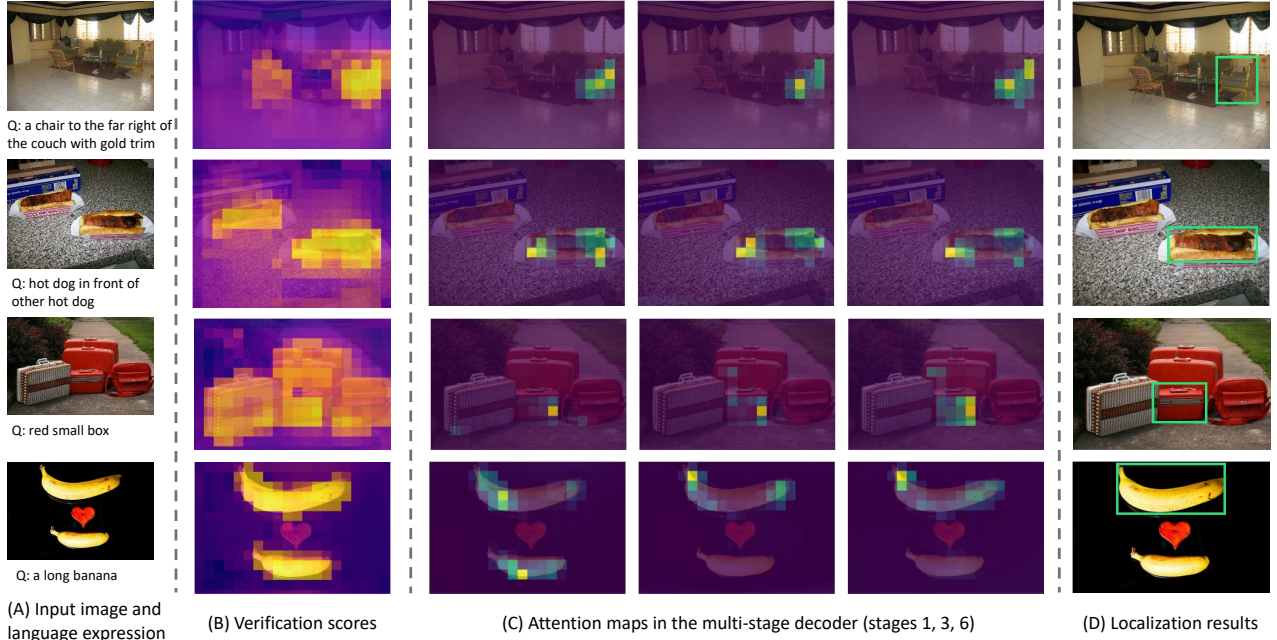 Q: a chair to the far right of
the couch with gold trim
Q: hot dog in front of
other hot dog
Q: red small box
Q: a long banana
(A) Input image and
language expression
(B) Verification scores
(C) Attention maps in the multi-stage decoder (stages 1, 3, 6)
(D) Localization results